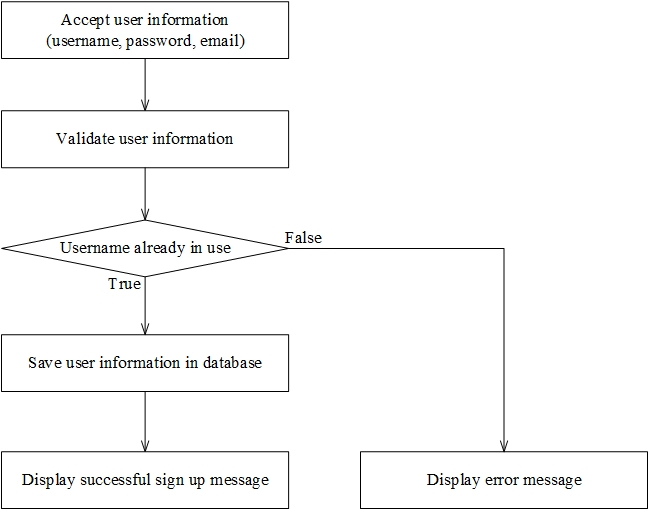 Accept user information
(username, password, email)
Validate user information
Username already in use
False
True
Save user information in database
Display successful sign up message
Display error message